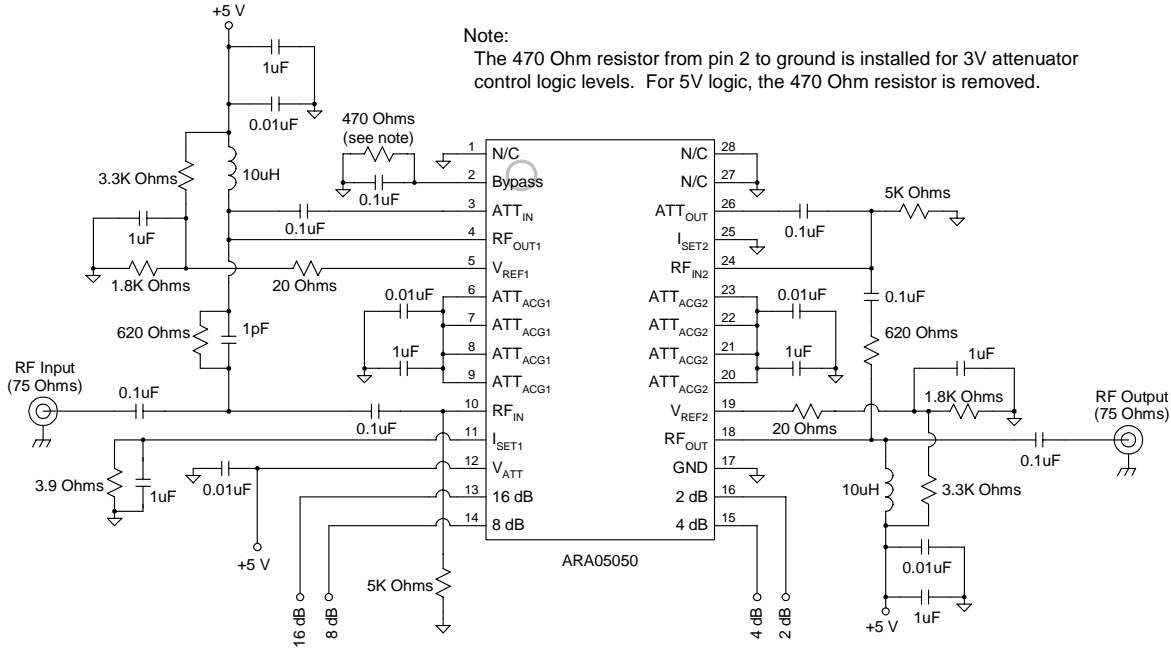 +5 V
Note:
The 470 Ohm resistor from pin 2 to ground is installed for 3V attenuator
control logic levels. For 5V logic, the 470 Ohm resistor is removed.
1uF
0.01uF
470 Ohms
(see note)
3.3K Ohms
10uH
0.1uF
1uF
0.1uF
1.8K Ohms
20 Ohms
0.01uF
1uF
620 Ohms
1pF
RF Input
(75 Ohms)
0.1uF
0.1uF
3.9 Ohms
1uF
0.01uF
+5 V
5K Ohms
16 dB
8 dB
1 N/C
2 Bypass
3 ATTIN
4 RFOUT1
5 VREF1
6 ATTACG1
7 ATTACG1
8 ATTACG1
9 ATTACG1
10 RFIN
11 ISET1
12 VATT
13 16 dB
14 8 dB
N/C 28
N/C 27
ATTOUT 26
ISET2 25
RFIN2 24
ATTACG2 23
ATTACG2 22
ATTACG2 21
ATTACG2 20
VREF2 19
RFOUT 18
GND 17
2 dB 16
4 dB 15
ARA05050
5K Ohms
0.1uF
0.01uF
0.1uF
1uF
620 Ohms
1uF
1.8K Ohms
20 Ohms
RF Output
(75 Ohms)
0.1uF
10uH
3.3K Ohms
0.01uF
1uF
+5 V
4 dB
2 dB